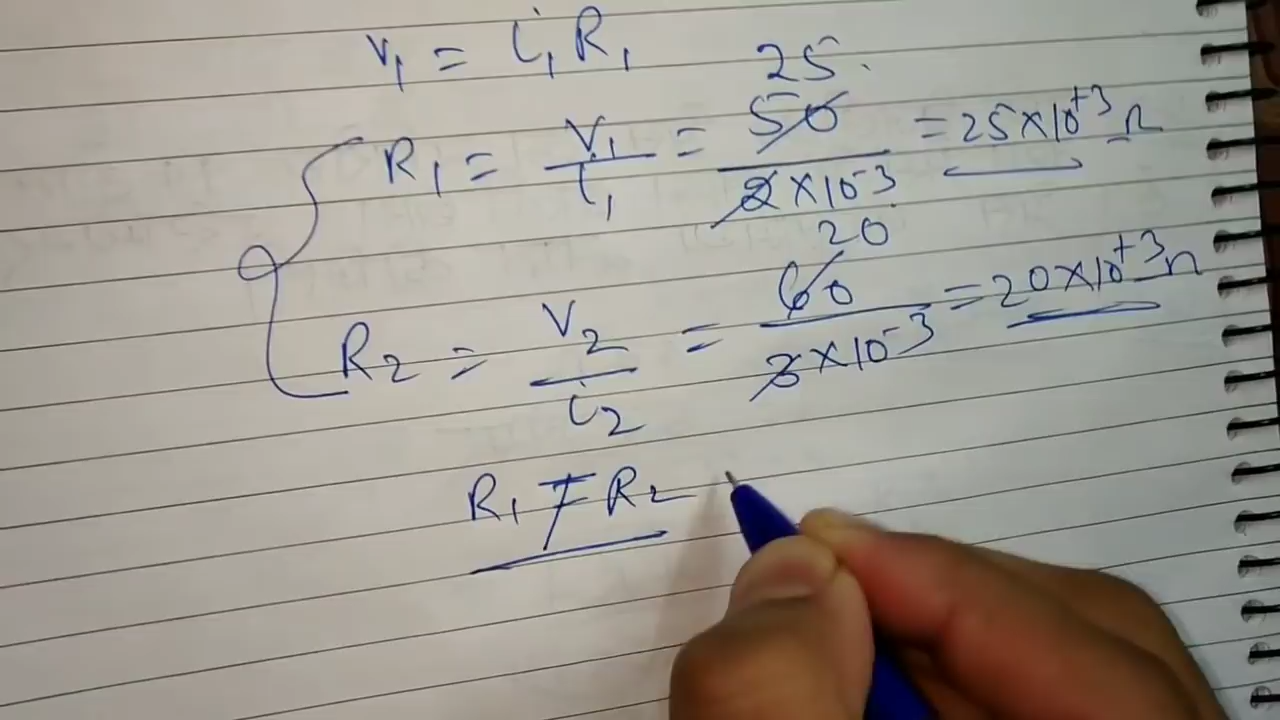 V₁ = i₁R₁
R₁ = V₁/i₁ = 25 50/2×10⁻³ = 25×10⁺³ Ω
R₂ = V₂/i₂ = 20 60/3×10⁻³ = 20×10⁺³ Ω
R₁ ≠ R₂